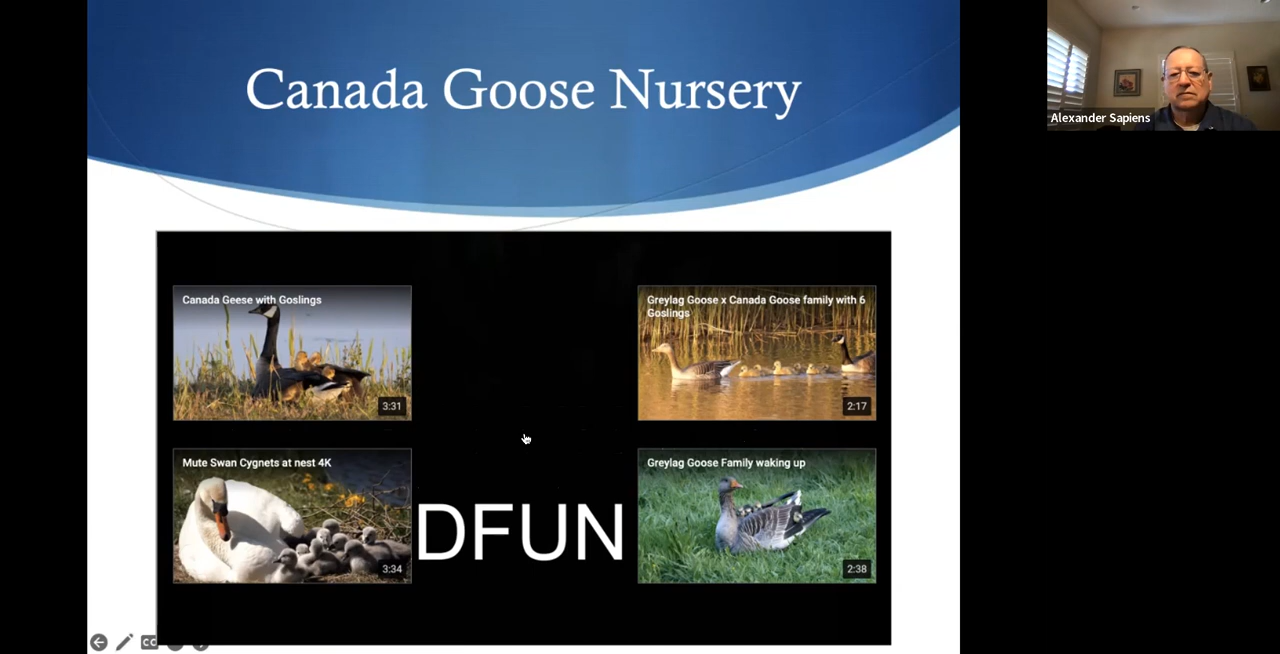 Canada Goose Nursery
Alexander Sapiens
Canada Geese with Goslings
3:31
Greylag Goose x Canada Goose family with 6
Goslings
2:17
Mute Swan Cygnets at nest 4K
3:34
DFUN
Greylag Goose Family waking up
2:38
CC